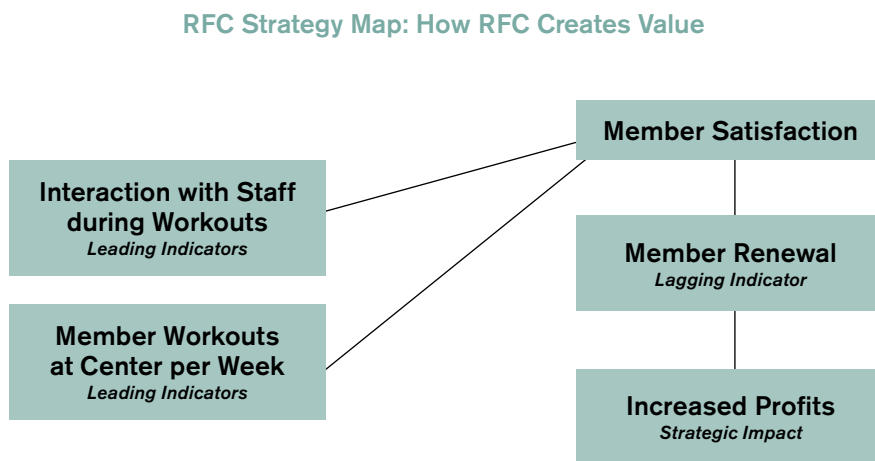 RFC Strategy Map: How RFC Creates Value
Member Satisfaction
Interaction with Staff
during Workouts
Leading Indicators
Member Renewal
Lagging Indicator
Member Workouts
at Center per Week
Leading Indicators
Increased Profits
Strategic Impact